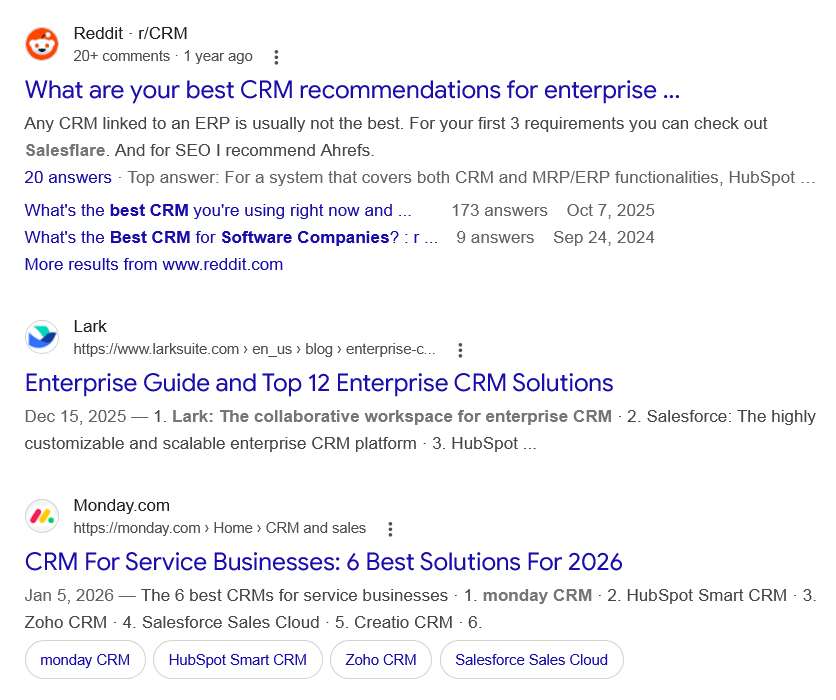 Reddit · r/CRM
20+ comments · 1 year ago
What are your best CRM recommendations for enterprise ...
Any CRM linked to an ERP is usually not the best. For your first 3 requirements you can check out
Salesflare. And for SEO I recommend Ahrefs.
20 answers · Top answer: For a system that covers both CRM and MRP/ERP functionalities, HubSpot ...
What's the best CRM you're using right now and ... 173 answers Oct 7, 2025
What's the Best CRM for Software Companies? : r ... 9 answers Sep 24, 2024
More results from www.reddit.com
Lark
https://www.larksuite.com › en_us › blog › enterprise-c...
Enterprise Guide and Top 12 Enterprise CRM Solutions
Dec 15, 2025 — 1. Lark: The collaborative workspace for enterprise CRM · 2. Salesforce: The highly
customizable and scalable enterprise CRM platform · 3. HubSpot ...
Monday.com
https://monday.com › Home › CRM and sales
CRM For Service Businesses: 6 Best Solutions For 2026
Jan 5, 2026 — The 6 best CRMs for service businesses · 1. monday CRM · 2. HubSpot Smart CRM · 3.
Zoho CRM · 4. Salesforce Sales Cloud · 5. Creatio CRM · 6.
monday CRM HubSpot Smart CRM Zoho CRM Salesforce Sales Cloud